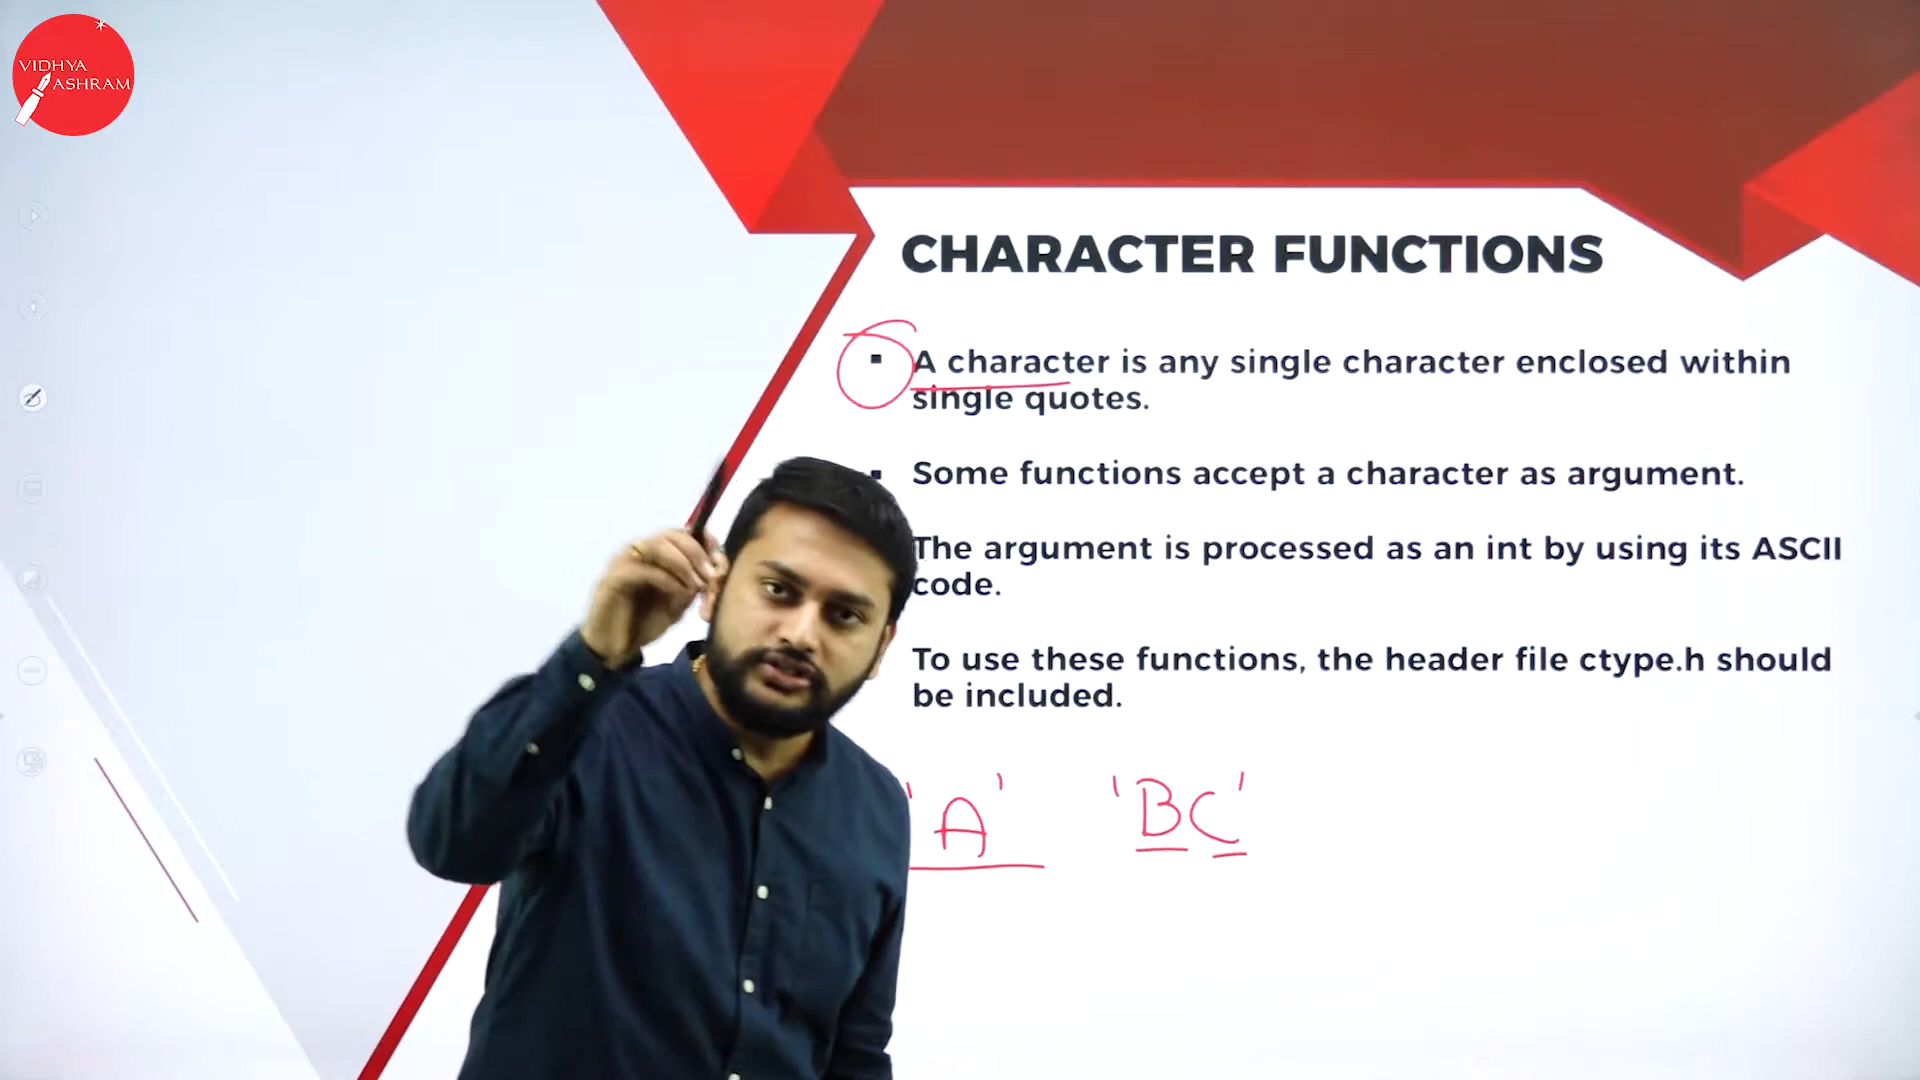 VIDHYA
ASHRAM
CHARACTER FUNCTIONS
▪ A character is any single character enclosed within
single quotes.
▪ Some functions accept a character as argument.
The argument is processed as an int by using its ASCII
code.
To use these functions, the header file ctype.h should
be included.
'A' 'BC'